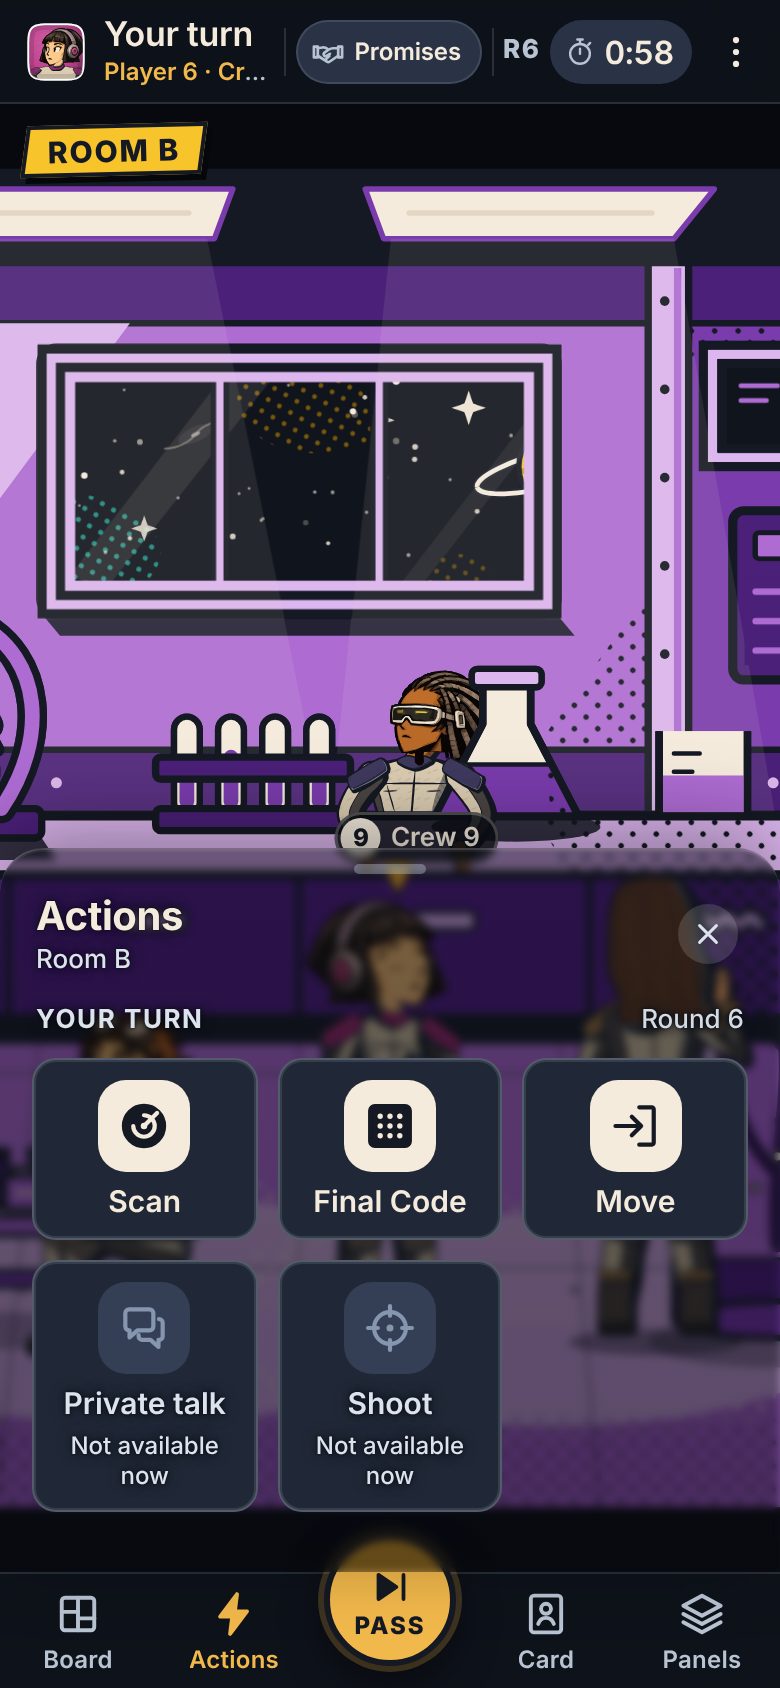 Your turn
Player 6 · Cr...
Promises
R6
0:58
ROOM B
9 Crew 9
Actions
Room B
YOUR TURN
Round 6
Scan
Final Code
Move
Private talk
Not available
now
Shoot
Not available
now
PASS
Board
Actions
Card
Panels